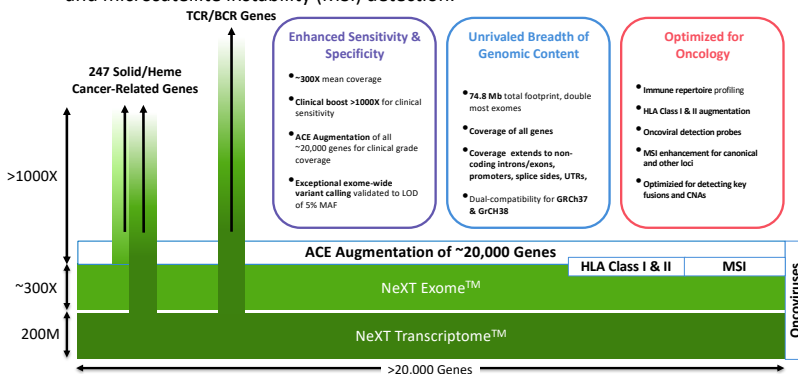 and microsatellite instability (MSI) detection.
TCR/BCR Genes
247 Solid/Heme
Cancer-Related Genes
Enhanced Sensitivity &
Specificity
•~300X mean coverage
•Clinical boost >1000X for clinical
sensitivity
•ACE Augmentation of all
~20,000 genes for clinical grade
coverage
•Exceptional exome-wide
variant calling validated to LOD
of 5% MAF
Unrivaled Breadth of
Genomic Content
•74.8 Mb total footprint, double
most exomes
•Coverage of all genes
•Coverage extends to non-
coding introns/exons,
promoters, splice sides, UTRs,
•Dual-compatibility for GRCh37
& GrCH38
Optimized for
Oncology
•Immune repertoire profiling
•HLA Class I & II augmentation
•Oncoviral detection probes
•MSI enhancement for canonical
and other loci
•Optimizied for detecting key
fusions and CNAs
>1000X
ACE Augmentation of ~20,000 Genes
HLA Class I & II
MSI
~300X
NeXT Exome™
200M
NeXT Transcriptome™
Oncoviruses
>20,000 Genes